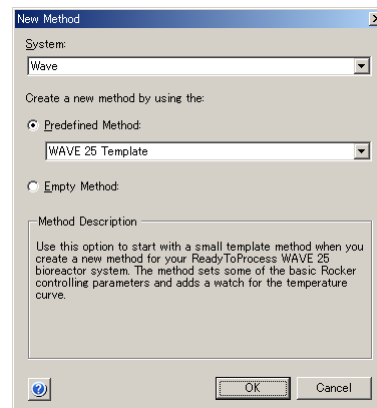 New Method
System:
Wave
Create a new method by using the:
Predefined Method:
WAVE 25 Template
Empty Method:
Method Description
Use this option to start with a small template method when you
create a new method for your ReadyToProcess WAVE 25
bioreactor system. The method sets some of the basic Rocker
controlling parameters and adds a watch for the temperature
curve.
OK Cancel